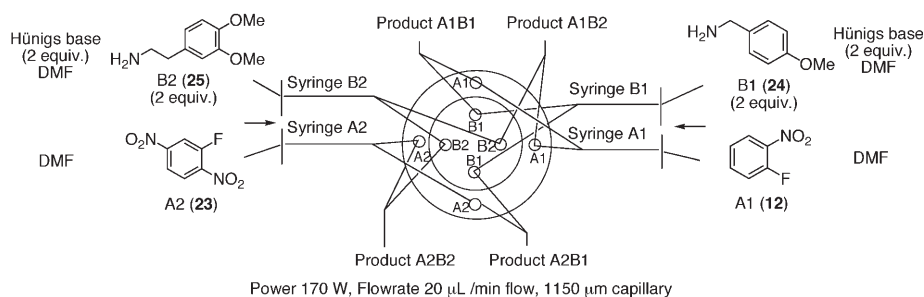 Product A1B1
Product A1B2
Hünigs base
(2 equiv.)
DMF
H₂N
OMe
OMe
B2 (25)
(2 equiv.)
Syringe B2
A1
B1
Syringe B1
H₂N
OMe
B1 (24)
(2 equiv.)
Hünigs base
(2 equiv.)
DMF
DMF
O₂N
F
NO₂
A2 (23)
Syringe A2
A2
B2
B2
B1
A1
A2
Syringe A1
NO₂
F
A1 (12)
DMF
Product A2B2
Product A2B1
Power 170 W, Flowrate 20 μL /min flow, 1150 μm capillary